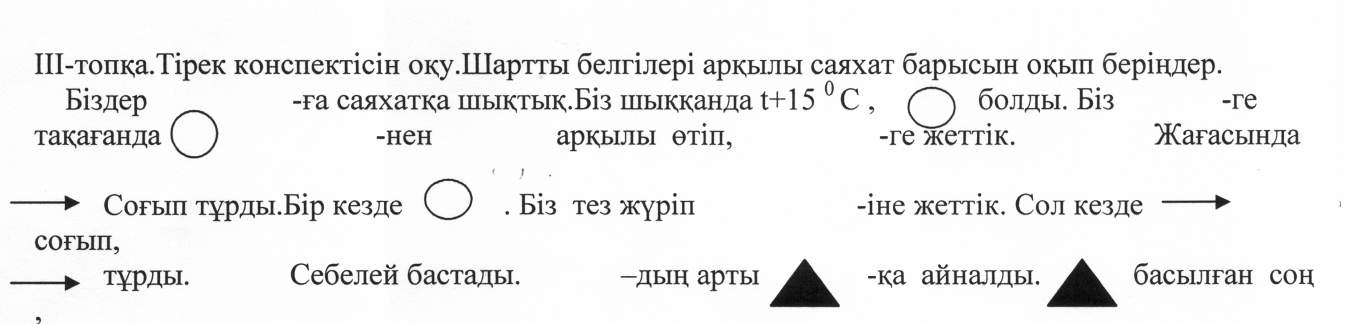 III-топқа.Тірек конспектісін оқу.Шартты белгілері арқылы саяхат барысын оқып беріңдер.
Біздер -ға саяхатқа шықтық.Біз шыққанда t+15 ⁰ С , болды. Біз -ге
тақағанда -нен арқылы өтіп, -ге жеттік. Жағасында
Соғып тұрды.Бір кезде . Біз тез жүріп -іне жеттік. Сол кезде
соғып,
тұрды. Себелей бастады. –дың арты -қа айналды. басылған соң
,